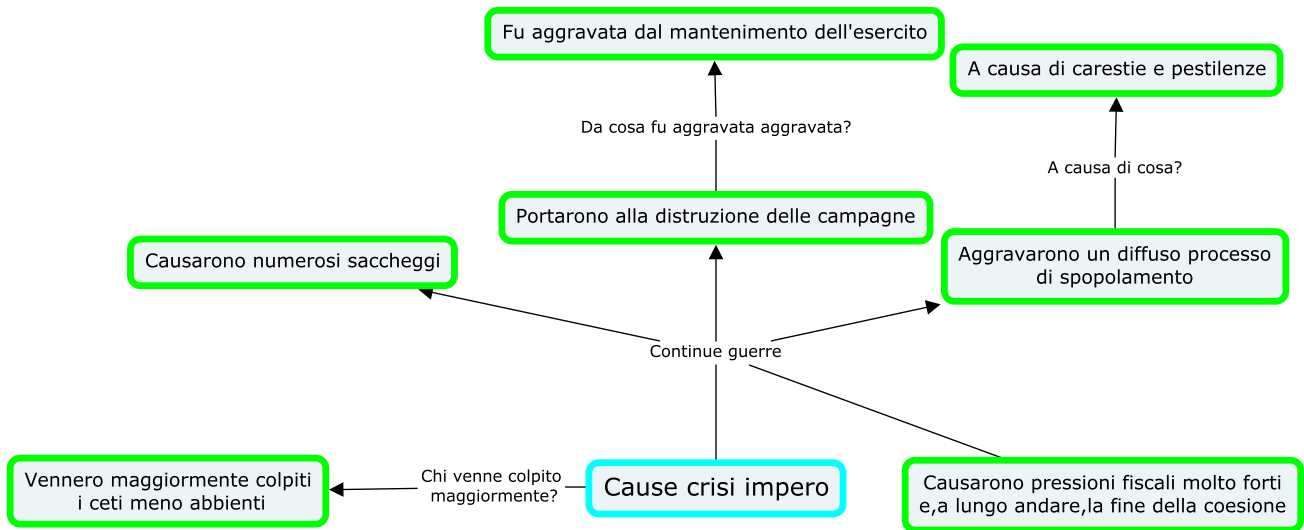 Fu aggravata dal mantenimento dell'esercito
A causa di carestie e pestilenze
Da cosa fu aggravata aggravata?
A causa di cosa?
Portarono alla distruzione delle campagne
Causarono numerosi saccheggi
Aggravarono un diffuso processo
di spopolamento
Continue guerre
Vennero maggiormente colpiti
i ceti meno abbienti
Chi venne colpito
maggiormente?
Cause crisi impero
Causarono pressioni fiscali molto forti
e,a lungo andare,la fine della coesione